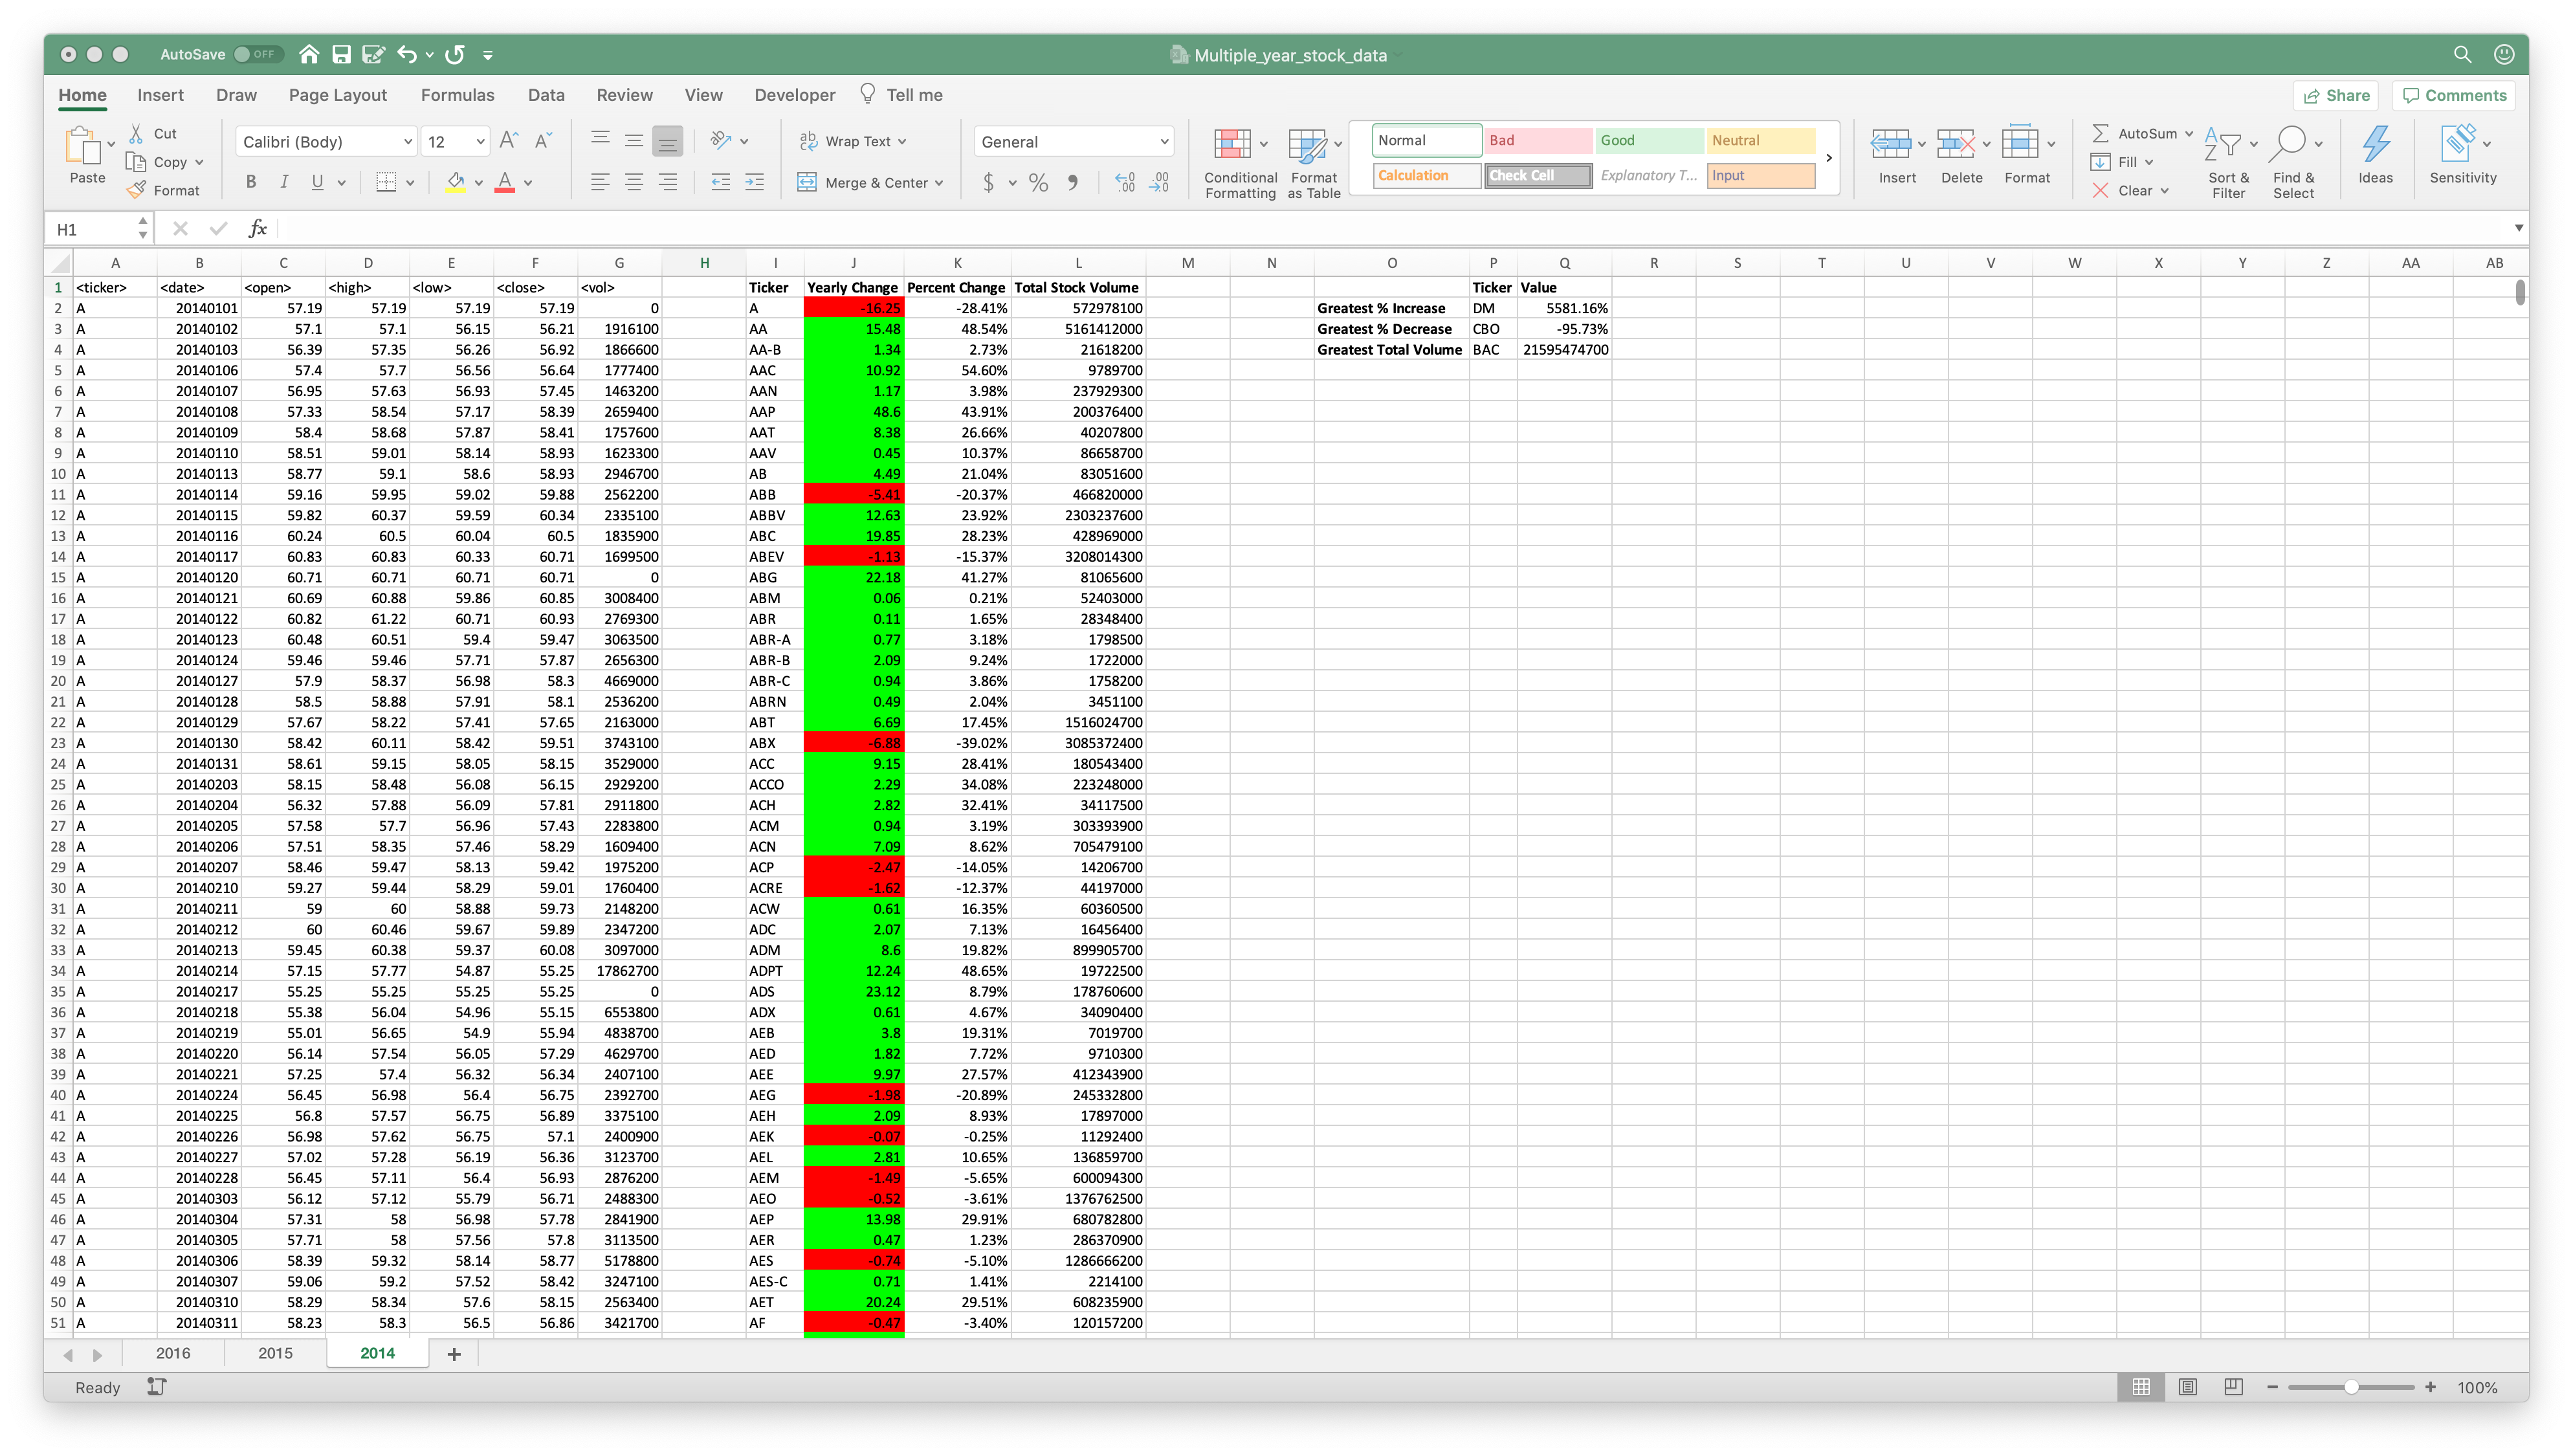 AutoSave OFF Multiple_year_stock_data
Home Insert Draw Page Layout Formulas Data Review View Developer Tell me Share Comments
Paste Cut Copy Format Calibri (Body) 12 Wrap Text Merge & Center General Conditional Formatting Format as Table Normal Bad Good Neutral Calculation Check Cell Explanatory T... Input Insert Delete Format AutoSum Fill Clear Sort & Filter Find & Select Ideas Sensitivity
H1 fx
A B C D E F G H I J K L M N O P Q R S T U V W X Y Z AA AB
1 <ticker> <date> <open> <high> <low> <close> <vol> Ticker Yearly Change Percent Change Total Stock Volume Ticker Value
2 A 20140101 57.19 57.19 57.19 57.19 0 A -16.25 -28.41% 572978100 Greatest % Increase DM 5581.16%
3 A 20140102 57.1 57.1 56.15 56.21 1916100 AA 15.48 48.54% 5161412000 Greatest % Decrease CBO -95.73%
4 A 20140103 56.39 57.35 56.26 56.92 1866600 AA-B 1.34 2.73% 21618200 Greatest Total Volume BAC 21595474700
5 A 20140106 57.4 57.7 56.56 56.64 1777400 AAC 10.92 54.60% 9789700
6 A 20140107 56.95 57.63 56.93 57.45 1463200 AAN 1.17 3.98% 237929300
7 A 20140108 57.33 58.54 57.17 58.39 2659400 AAP 48.6 43.91% 200376400
8 A 20140109 58.4 58.68 57.87 58.41 1757600 AAT 8.38 26.66% 40207800
9 A 20140110 58.51 59.01 58.14 58.93 1623300 AAV 0.45 10.37% 86658700
10 A 20140113 58.77 59.1 58.6 58.93 2946700 AB 4.49 21.04% 83051600
11 A 20140114 59.16 59.95 59.02 59.88 2562200 ABB -5.41 -20.37% 466820000
12 A 20140115 59.82 60.37 59.59 60.34 2335100 ABBV 12.63 23.92% 2303237600
13 A 20140116 60.24 60.5 60.04 60.5 1835900 ABC 19.85 28.23% 428969000
14 A 20140117 60.83 60.83 60.33 60.71 1699500 ABEV -1.13 -15.37% 3208014300
15 A 20140120 60.71 60.71 60.71 60.71 0 ABG 22.18 41.27% 81065600
16 A 20140121 60.69 60.88 59.86 60.85 3008400 ABM 0.06 0.21% 52403000
17 A 20140122 60.82 61.22 60.71 60.93 2769300 ABR 0.11 1.65% 28348400
18 A 20140123 60.48 60.51 59.4 59.47 3063500 ABR-A 0.77 3.18% 1798500
19 A 20140124 59.46 59.46 57.71 57.87 2656300 ABR-B 2.09 9.24% 1722000
20 A 20140127 57.9 58.37 56.98 58.3 4669000 ABR-C 0.94 3.86% 1758200
21 A 20140128 58.5 58.88 57.91 58.1 2536200 ABRN 0.49 2.04% 3451100
22 A 20140129 57.67 58.22 57.41 57.65 2163000 ABT 6.69 17.45% 1516024700
23 A 20140130 58.42 60.11 58.42 59.51 3743100 ABX -6.88 -39.02% 3085372400
24 A 20140131 58.61 59.15 58.05 58.15 3529000 ACC 9.15 28.41% 180543400
25 A 20140203 58.15 58.48 56.08 56.15 2929200 ACCO 2.29 34.08% 223248000
26 A 20140204 56.32 57.88 56.09 57.81 2911800 ACH 2.82 32.41% 34117500
27 A 20140205 57.58 57.7 56.96 57.43 2283800 ACM 0.94 3.19% 303393900
28 A 20140206 57.51 58.35 57.46 58.29 1609400 ACN 7.09 8.62% 705479100
29 A 20140207 58.46 59.47 58.13 59.42 1975200 ACP -2.47 -14.05% 14206700
30 A 20140210 59.27 59.44 58.29 59.01 1760400 ACRE -1.62 -12.37% 44197000
31 A 20140211 59 60 58.88 59.73 2148200 ACW 0.61 16.35% 60360500
32 A 20140212 60 60.46 59.67 59.89 2347200 ADC 2.07 7.13% 16456400
33 A 20140213 59.45 60.38 59.37 60.08 3097000 ADM 8.6 19.82% 899905700
34 A 20140214 57.15 57.77 54.87 55.25 17862700 ADPT 12.24 48.65% 19722500
35 A 20140217 55.25 55.25 55.25 55.25 0 ADS 23.12 8.79% 178760600
36 A 20140218 55.38 56.04 54.96 55.15 6553800 ADX 0.61 4.67% 34090400
37 A 20140219 55.01 56.65 54.9 55.94 4838700 AEB 3.8 19.31% 7019700
38 A 20140220 56.14 57.54 56.05 57.29 4629700 AED 1.82 7.72% 9710300
39 A 20140221 57.25 57.4 56.32 56.34 2407100 AEE 9.97 27.57% 412343900
40 A 20140224 56.45 56.98 56.4 56.75 2392700 AEG -1.98 -20.89% 245332800
41 A 20140225 56.8 57.57 56.75 56.89 3375100 AEH 2.09 8.93% 17897000
42 A 20140226 56.98 57.62 56.75 57.1 2400900 AEK -0.07 -0.25% 11292400
43 A 20140227 57.02 57.28 56.19 56.36 3123700 AEL 2.81 10.65% 136859700
44 A 20140228 56.45 57.11 56.4 56.93 2876200 AEM -1.49 -5.65% 600094300
45 A 20140303 56.12 57.12 55.79 56.71 2488300 AEO -0.52 -3.61% 1376762500
46 A 20140304 57.31 58 56.98 57.78 2841900 AEP 13.98 29.91% 680782800
47 A 20140305 57.71 58 57.56 57.8 3113500 AER 0.47 1.23% 286370900
48 A 20140306 58.39 59.32 58.14 58.77 5178800 AES -0.74 -5.10% 1286666200
49 A 20140307 59.06 59.2 57.52 58.42 3247100 AES-C 0.71 1.41% 2214100
50 A 20140310 58.29 58.34 57.6 58.15 2563400 AET 20.24 29.51% 608235900
51 A 20140311 58.23 58.3 56.5 56.86 3421700 AF -0.47 -3.40% 120157200
2016 2015 2014 +
Ready 100%